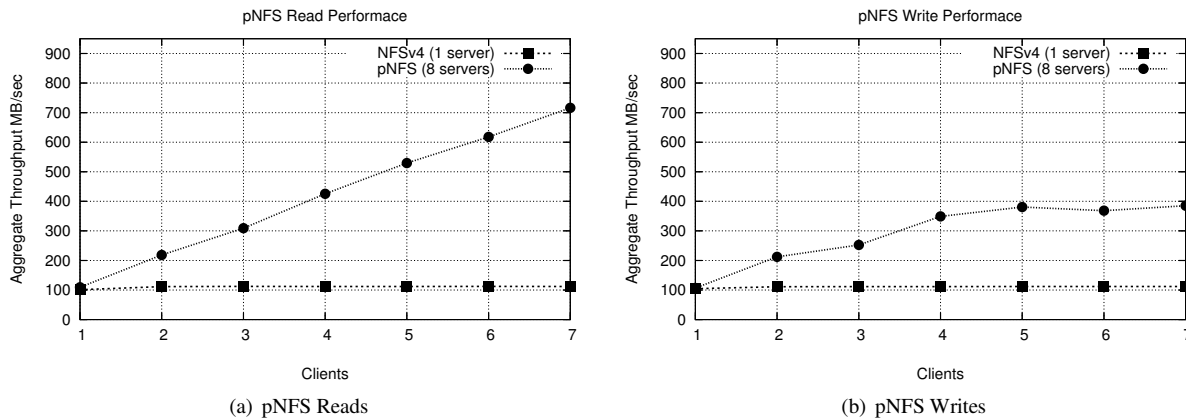 pNFS Read Performace
Aggregate Throughput MB/sec
900
800
700
600
500
400
300
200
100
0
NFSv4 (1 server)
pNFS (8 servers)
1 2 3 4 5 6 7
Clients
(a) pNFS Reads
pNFS Write Performace
Aggregate Throughput MB/sec
900
800
700
600
500
400
300
200
100
0
NFSv4 (1 server)
pNFS (8 servers)
1 2 3 4 5 6 7
Clients
(b) pNFS Writes